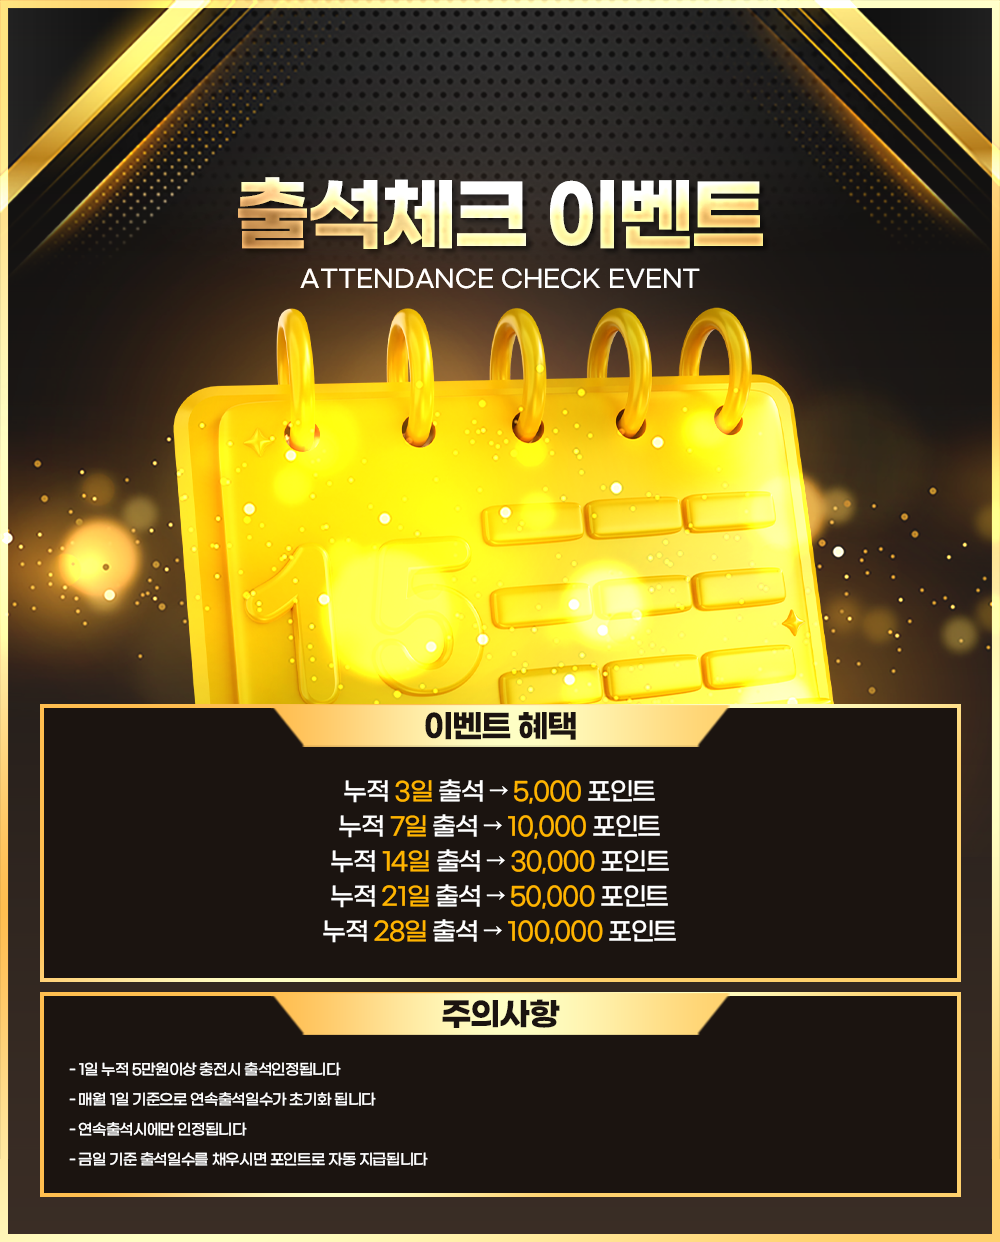 출석체크 이벤트
ATTENDANCE CHECK EVENT
15
이벤트 혜택
누적 3일 출석 → 5,000 포인트
누적 7일 출석 → 10,000 포인트
누적 14일 출석 → 30,000 포인트
누적 21일 출석 → 50,000 포인트
누적 28일 출석 → 100,000 포인트
주의사항
- 1일 누적 5만원이상 충전시 출석인정됩니다
- 매월 1일 기준으로 연속출석일수가 초기화 됩니다
- 연속출석시에만 인정됩니다
- 금일 기준 출석일수를 채우시면 포인트로 자동 지급됩니다